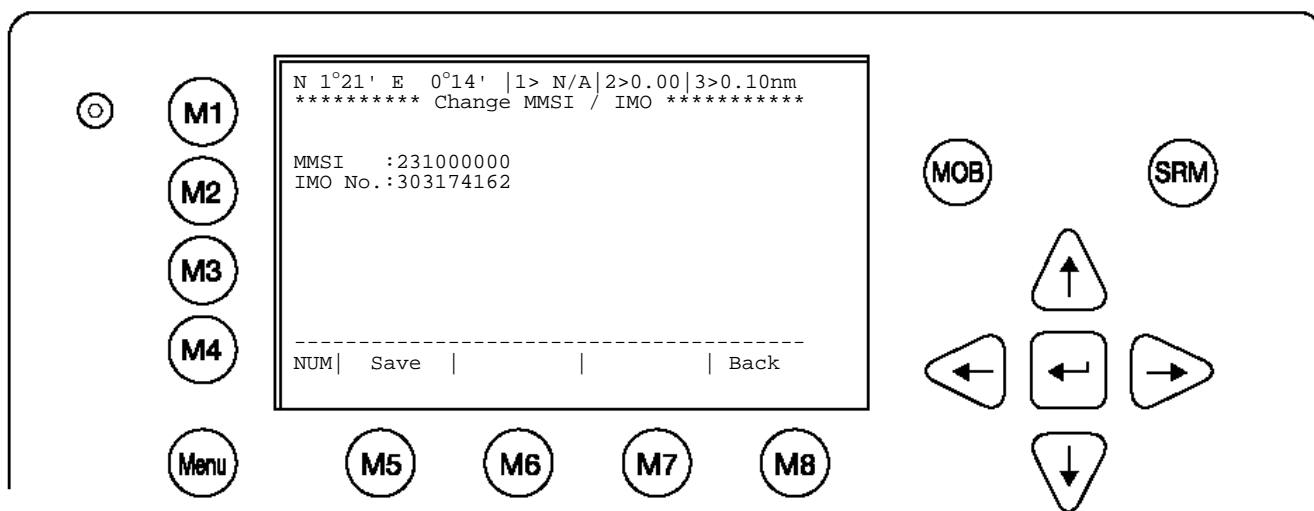 N 1°21' E 0°14' |1> N/A|2>0.00|3>0.10nm
********** Change MMSI / IMO ***********
M1
MMSI :231000000
IMO No.:303174162
M2
MOB
SRM
M3
M4
----------------------------------------
NUM| Save | | | Back
Menu
M5
M6
M7
M8